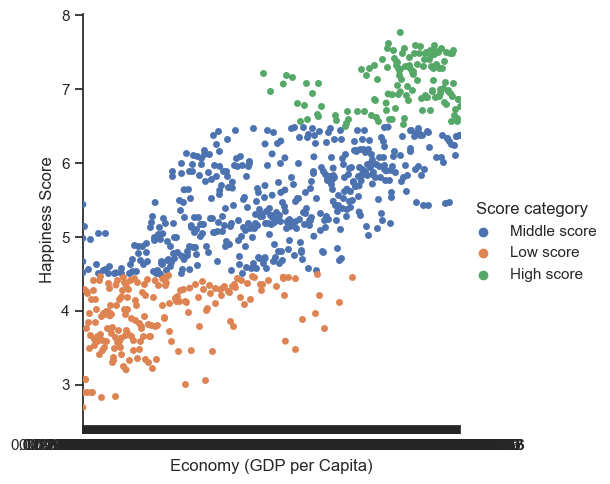 8
7
6
5
4
3
Happiness Score
Economy (GDP per Capita)
Score category
Middle score
Low score
High score